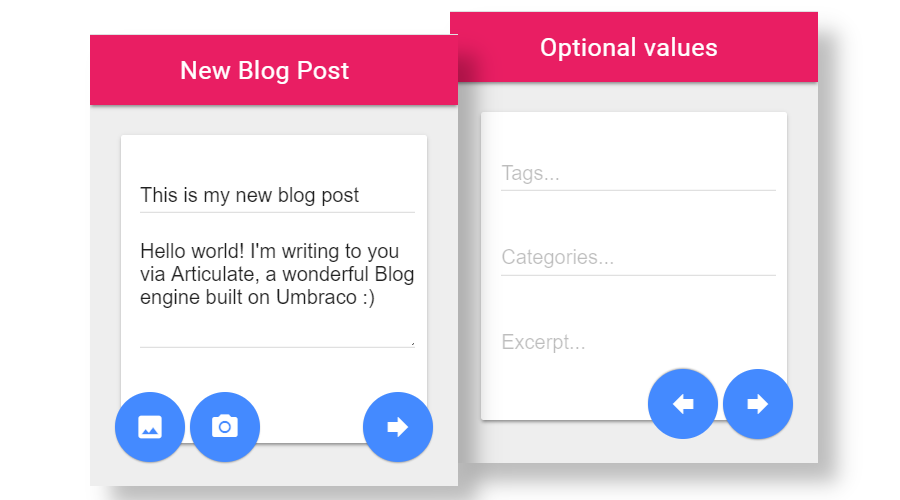 New Blog Post
This is my new blog post
Hello world! I'm writing to you
via Articulate, a wonderful Blog
engine built on Umbraco :)
Optional values
Tags...
Categories...
Excerpt...